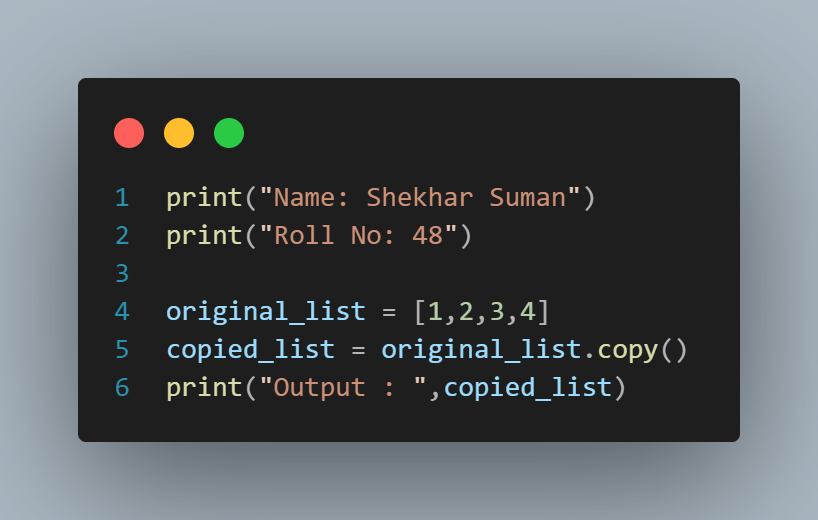 1 print("Name: Shekhar Suman")
2 print("Roll No: 48")
3
4 original_list = [1,2,3,4]
5 copied_list = original_list.copy()
6 print("Output : ",copied_list)